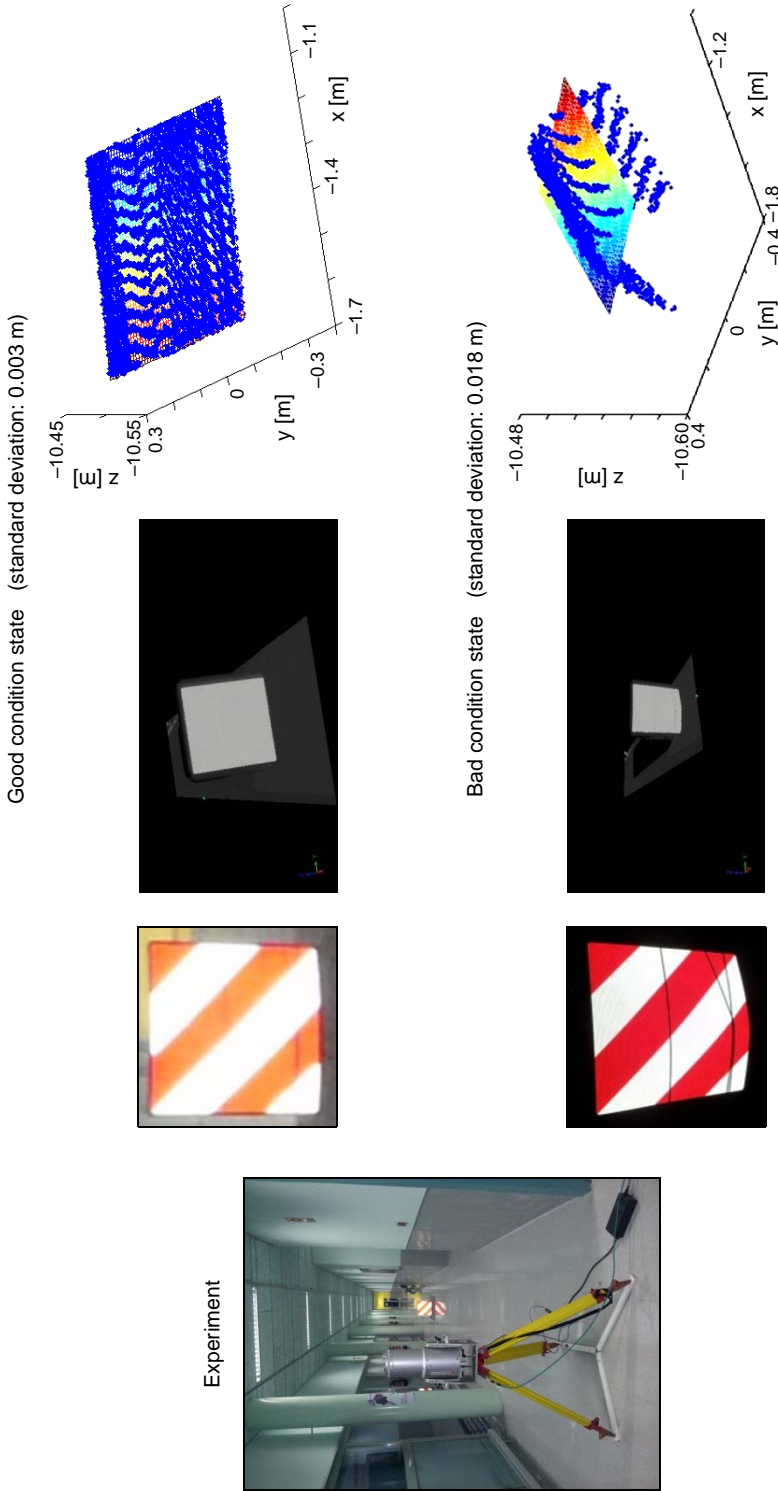 Experiment
Good condition state (standard deviation: 0.003 m)
−10.45
−10.55
z [m]
0.3
0
−0.3
y [m]
−1.7
−1.4
−1.1
x [m]
Bad condition state (standard deviation: 0.018 m)
−10.48
−10.60
z [m]
0.4
0
−0.4
y [m]
−1.8
−1.2
x [m]